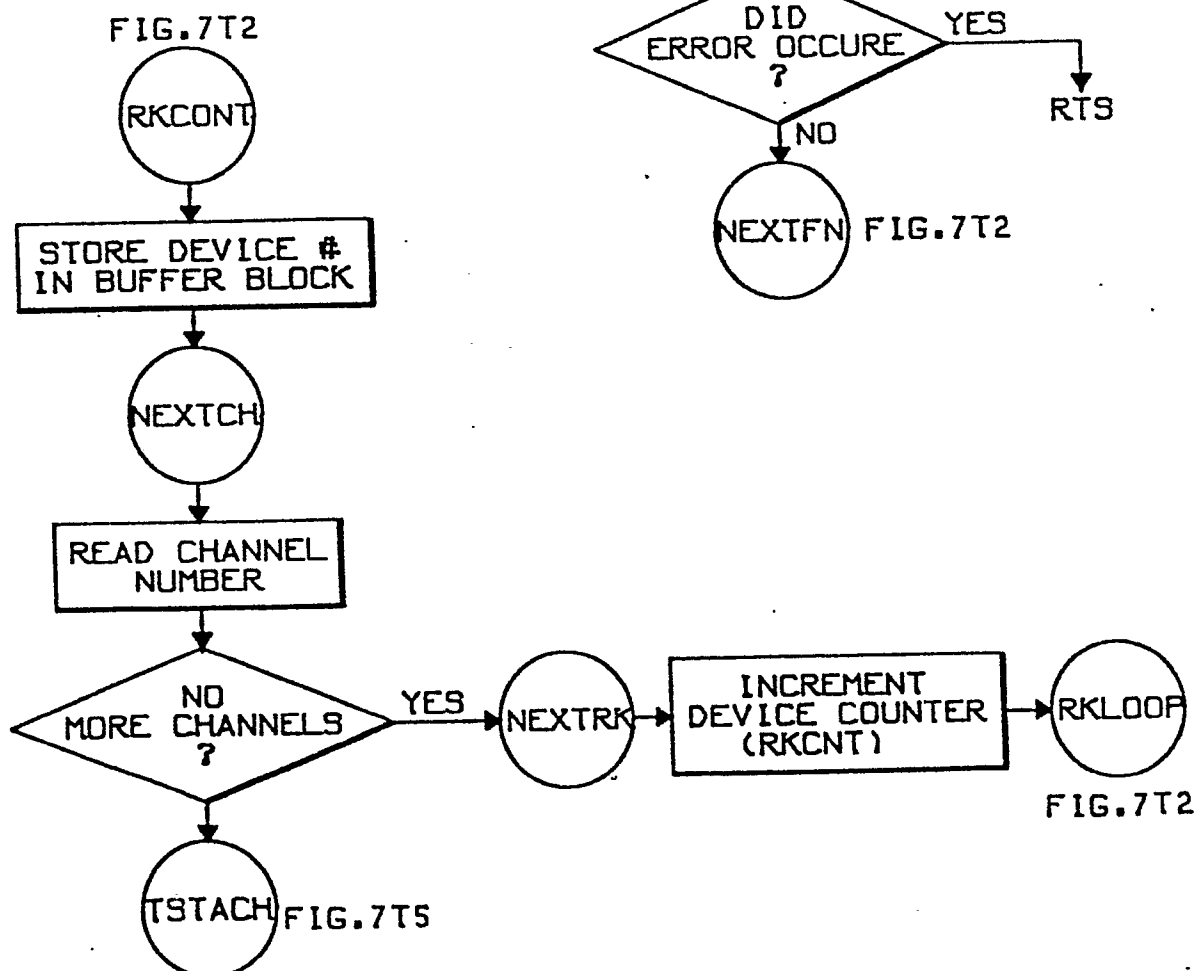 FIG.7T2
RKCONT
STORE DEVICE #
IN BUFFER BLOCK
NEXTCH
READ CHANNEL
NUMBER
NO
MORE CHANNELS
?
YES
NEXTRK
INCREMENT
DEVICE COUNTER
(RKCNT)
RKLOOP
FIG.7T2
TSTACH
FIG.7T5
DID
ERROR OCCURE
?
YES
RTS
NO
NEXTFN
FIG.7T2